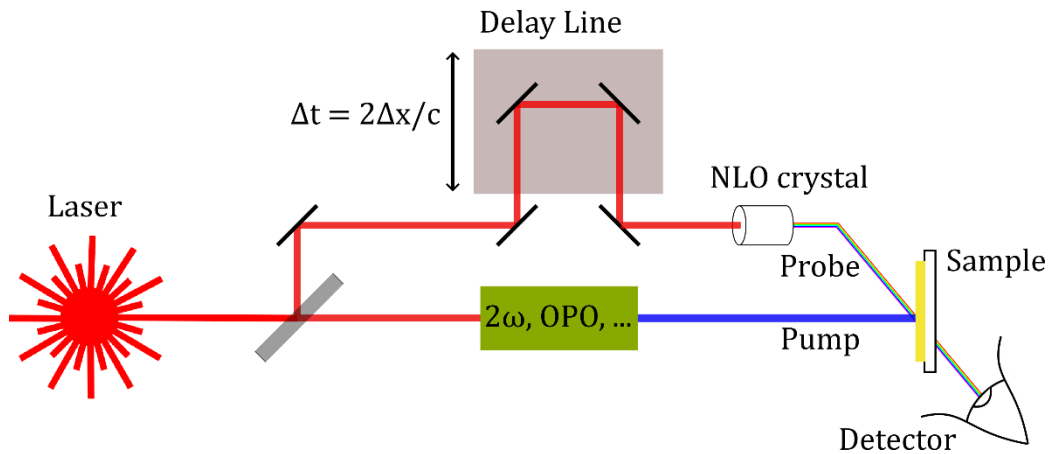 Delay Line
Δt = 2Δx/c
NLO crystal
Laser
Probe
Sample
2ω, OPO, ...
Pump
Detector